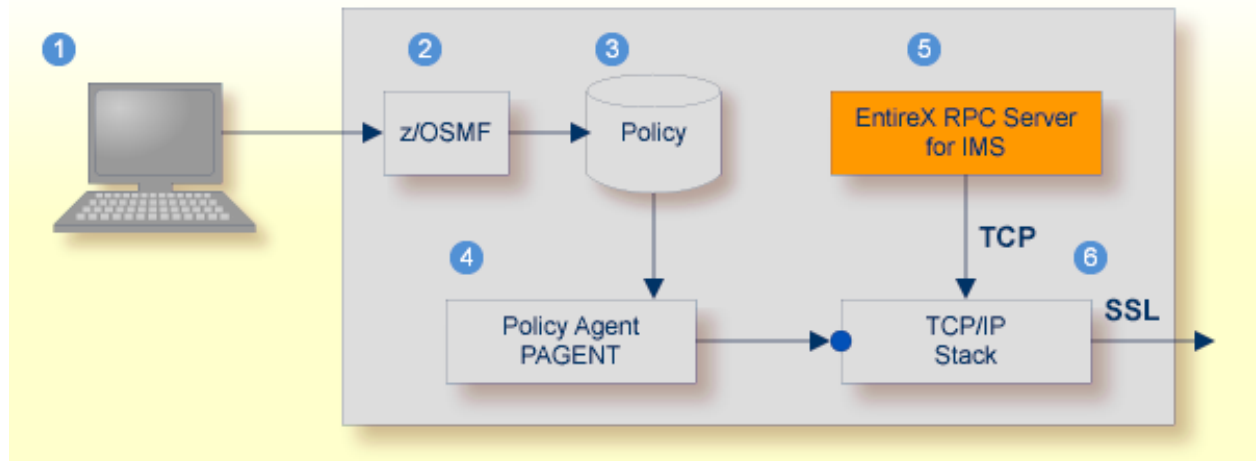 1
2
3
5
z/OSMF
Policy
EntireX RPC Server
for IMS
TCP
4
6
SSL
Policy Agent
PAGENT
TCP/IP
Stack